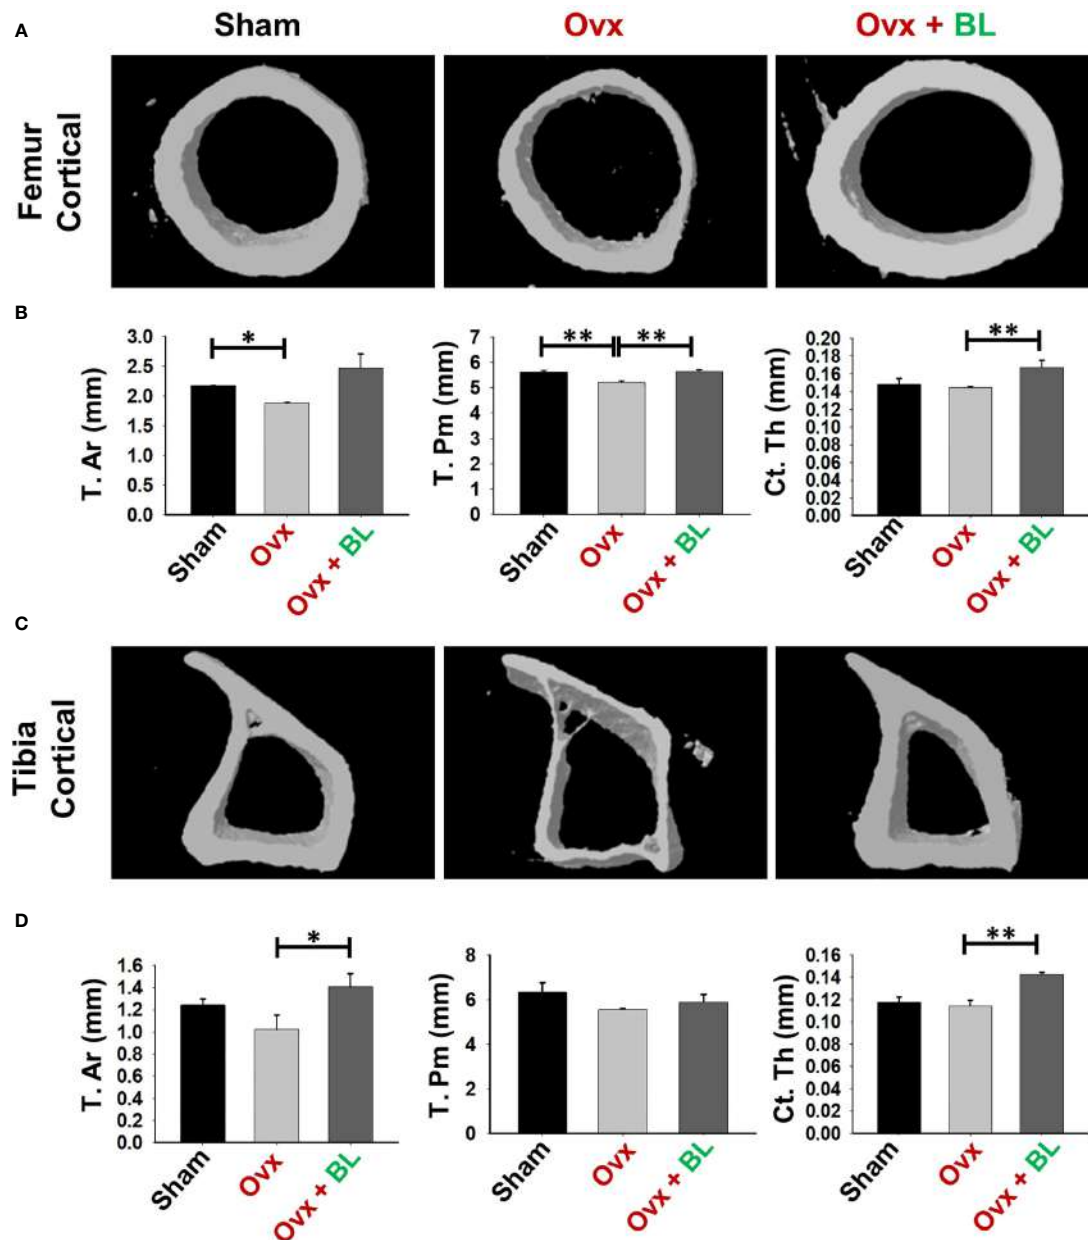 A
Sham
Ovx
Ovx + BL
Femur
Cortical
B
*
** **
**
T. Ar (mm)
3.0
2.5
2.0
1.5
1.0
0.5
0.0
Sham
Ovx
Ovx + BL
T. Pm (mm)
7
6
5
4
3
2
1
0
Sham
Ovx
Ovx + BL
Ct. Th (mm)
0.20
0.18
0.16
0.14
0.12
0.10
0.08
0.06
0.04
0.02
0.00
Sham
Ovx
Ovx + BL
C
Tibia
Cortical
D
*
**
T. Ar (mm)
1.6
1.4
1.2
1.0
0.8
0.6
0.4
0.2
0.0
Sham
Ovx
Ovx + BL
T. Pm (mm)
8
6
4
2
0
Sham
Ovx
Ovx + BL
Ct. Th (mm)
0.16
0.14
0.12
0.10
0.08
0.06
0.04
0.02
0.00
Sham
Ovx
Ovx + BL